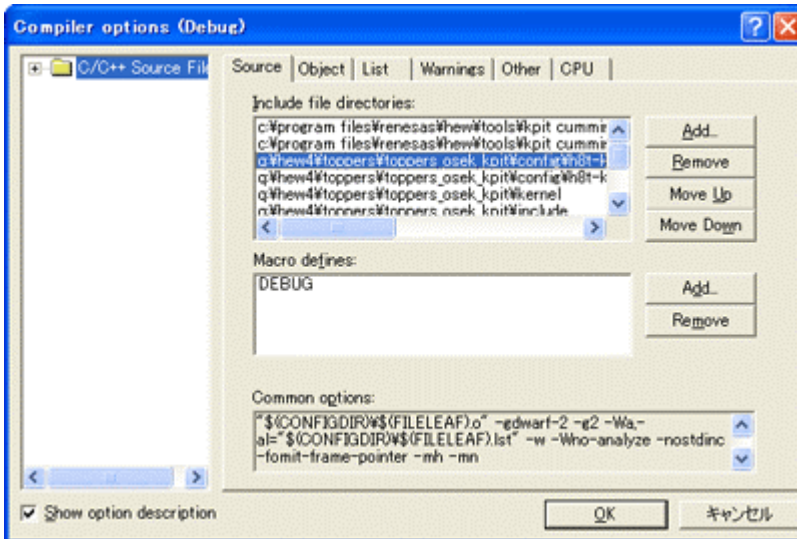 Compiler options (Debug)
C/C++ Source File
Source Object List Warnings Other CPU
Include file directories:
c:¥program files¥renesas¥hew¥tools¥kpit cummin
c:¥program files¥renesas¥hew¥tools¥kpit cummin
q:¥hew4¥toppers¥toppers_osek_kpit¥config¥h8t-k
q:¥hew4¥toppers¥toppers_osek_kpit¥config¥h8t-k
q:¥hew4¥toppers¥toppers_osek_kpit¥kernel
q:¥hew4¥toppers¥toppers_osek_kpit¥include
Add...
Remove
Move Up
Move Down
Macro defines:
DEBUG
Add...
Remove
Common options:
"$(CONFIGDIR)¥$(FILELEAF).o" -gdwarf-2 -g2 -Wa,-
al="$(CONFIGDIR)¥$(FILELEAF).lst" -w -Wno-analyze -nostdinc
-fomit-frame-pointer -mh -mn
Show option description
OK
キャンセル